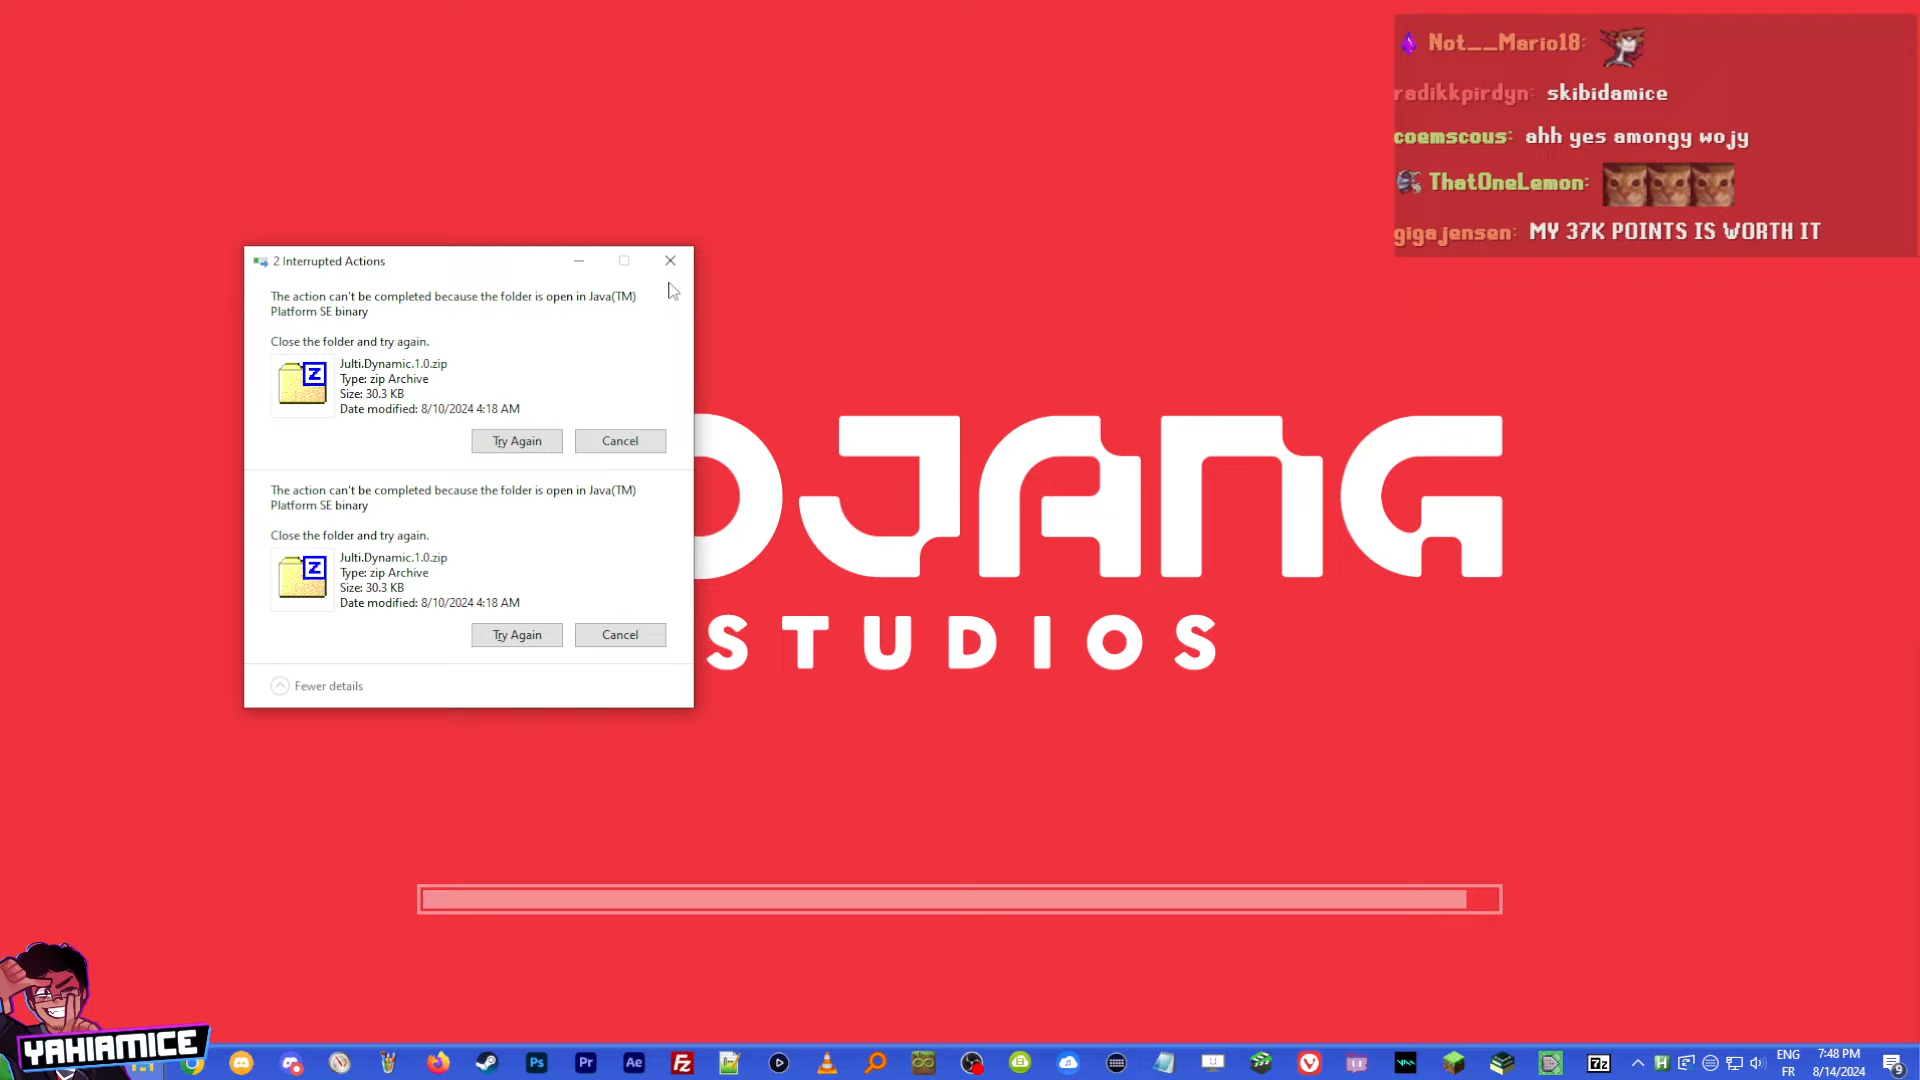 Not__Mario18:
radikkpirdyn: skibidamice
coemscous: ahh yes amongy wojy
ThatOneLemon:
gigajensen: MY 37K POINTS IS WORTH IT
2 Interrupted Actions
The action can't be completed because the folder is open in Java(TM)
Platform SE binary
Close the folder and try again.
Julti.Dynamic.1.0.zip
Type: zip Archive
Size: 30.3 KB
Date modified: 8/10/2024 4:18 AM
Try Again
Cancel
The action can't be completed because the folder is open in Java(TM)
Platform SE binary
Close the folder and try again.
Julti.Dynamic.1.0.zip
Type: zip Archive
Size: 30.3 KB
Date modified: 8/10/2024 4:18 AM
Try Again
Cancel
Fewer details
OJANG
STUDIOS
YAHIAMICE
Ps
Pr
Ae
Fz
7z
ENG
FR
7:48 PM
8/14/2024
9